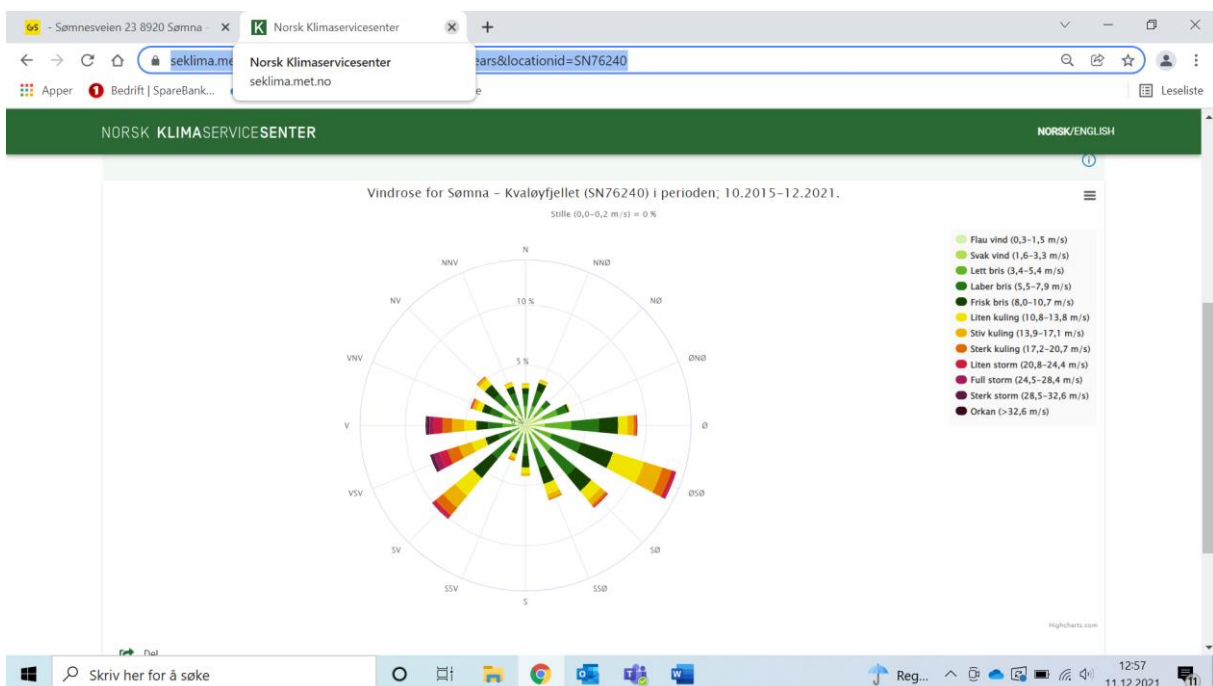 GS - Sømnesveien 23 8920 Sømna -
Norsk Klimaservicesenter
seklima.me
ears&locationid=SN76240
Norsk Klimaservicesenter
seklima.met.no
Apper
1 Bedrift | SpareBank...
e
Leseliste
NORSK KLIMASERVICESENTER
NORSK/ENGLISH
Vindrose for Sømna – Kvaløyfjellet (SN76240) i perioden; 10.2015–12.2021.
Stille (0,0–0,2 m/s) = 0 %
N
NNV
NNØ
NV
NØ
10 %
VNV
ØNØ
5 %
0 %
V
Ø
VSV
ØSØ
SV
SØ
SSV
SSØ
S
Flau vind (0,3–1,5 m/s)
Svak vind (1,6–3,3 m/s)
Lett bris (3,4–5,4 m/s)
Laber bris (5,5–7,9 m/s)
Frisk bris (8,0–10,7 m/s)
Liten kuling (10,8–13,8 m/s)
Stiv kuling (13,9–17,1 m/s)
Sterk kuling (17,2–20,7 m/s)
Liten storm (20,8–24,4 m/s)
Full storm (24,5–28,4 m/s)
Sterk storm (28,5–32,6 m/s)
Orkan (>32,6 m/s)
Highcharts.com
Del
Skriv her for å søke
Reg...
12:57
11.12.2021
11